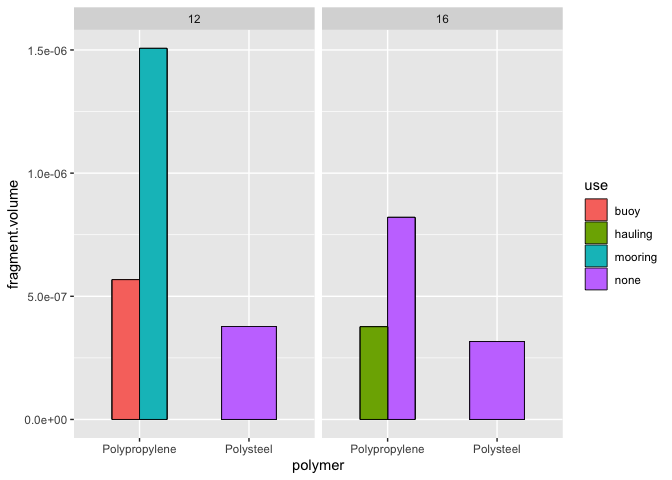 12
16
1.5e-06
1.0e-06
5.0e-07
0.0e+00
fragment.volume
Polypropylene
Polysteel
Polypropylene
Polysteel
polymer
use
buoy
hauling
mooring
none